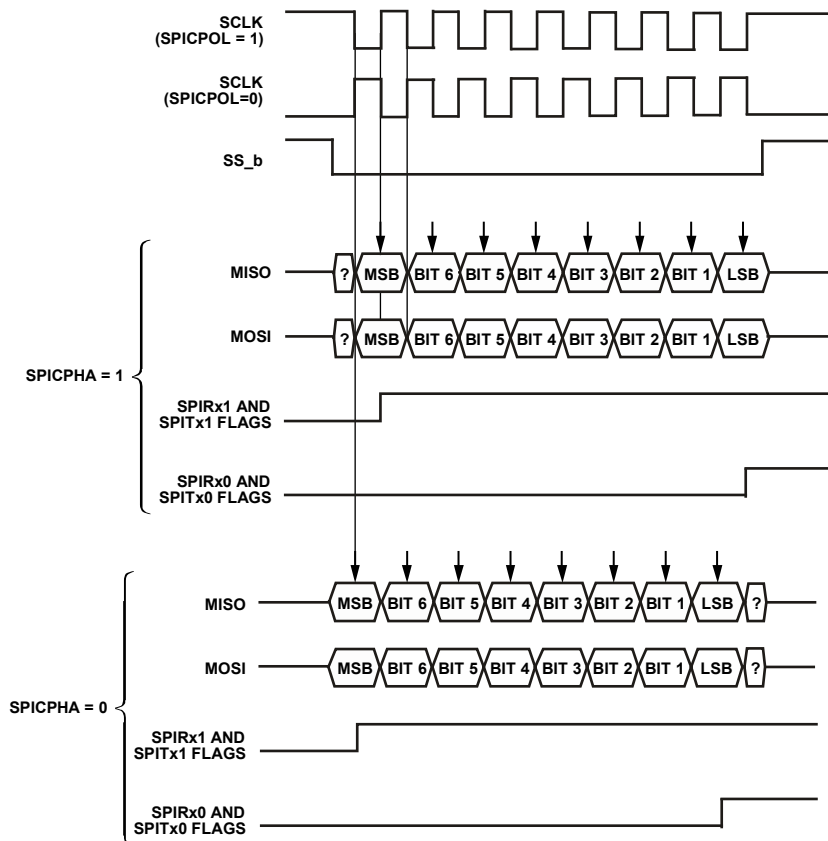 SCLK
(SPICPOL = 1)
SCLK
(SPICPOL=0)
SS_b
SPICPHA = 1
MISO
? MSB BIT 6 BIT 5 BIT 4 BIT 3 BIT 2 BIT 1 LSB
MOSI
? MSB BIT 6 BIT 5 BIT 4 BIT 3 BIT 2 BIT 1 LSB
SPIRx1 AND
SPITx1 FLAGS
SPIRx0 AND
SPITx0 FLAGS
SPICPHA = 0
MISO
MSB BIT 6 BIT 5 BIT 4 BIT 3 BIT 2 BIT 1 LSB ?
MOSI
MSB BIT 6 BIT 5 BIT 4 BIT 3 BIT 2 BIT 1 LSB ?
SPIRx1 AND
SPITx1 FLAGS
SPIRx0 AND
SPITx0 FLAGS